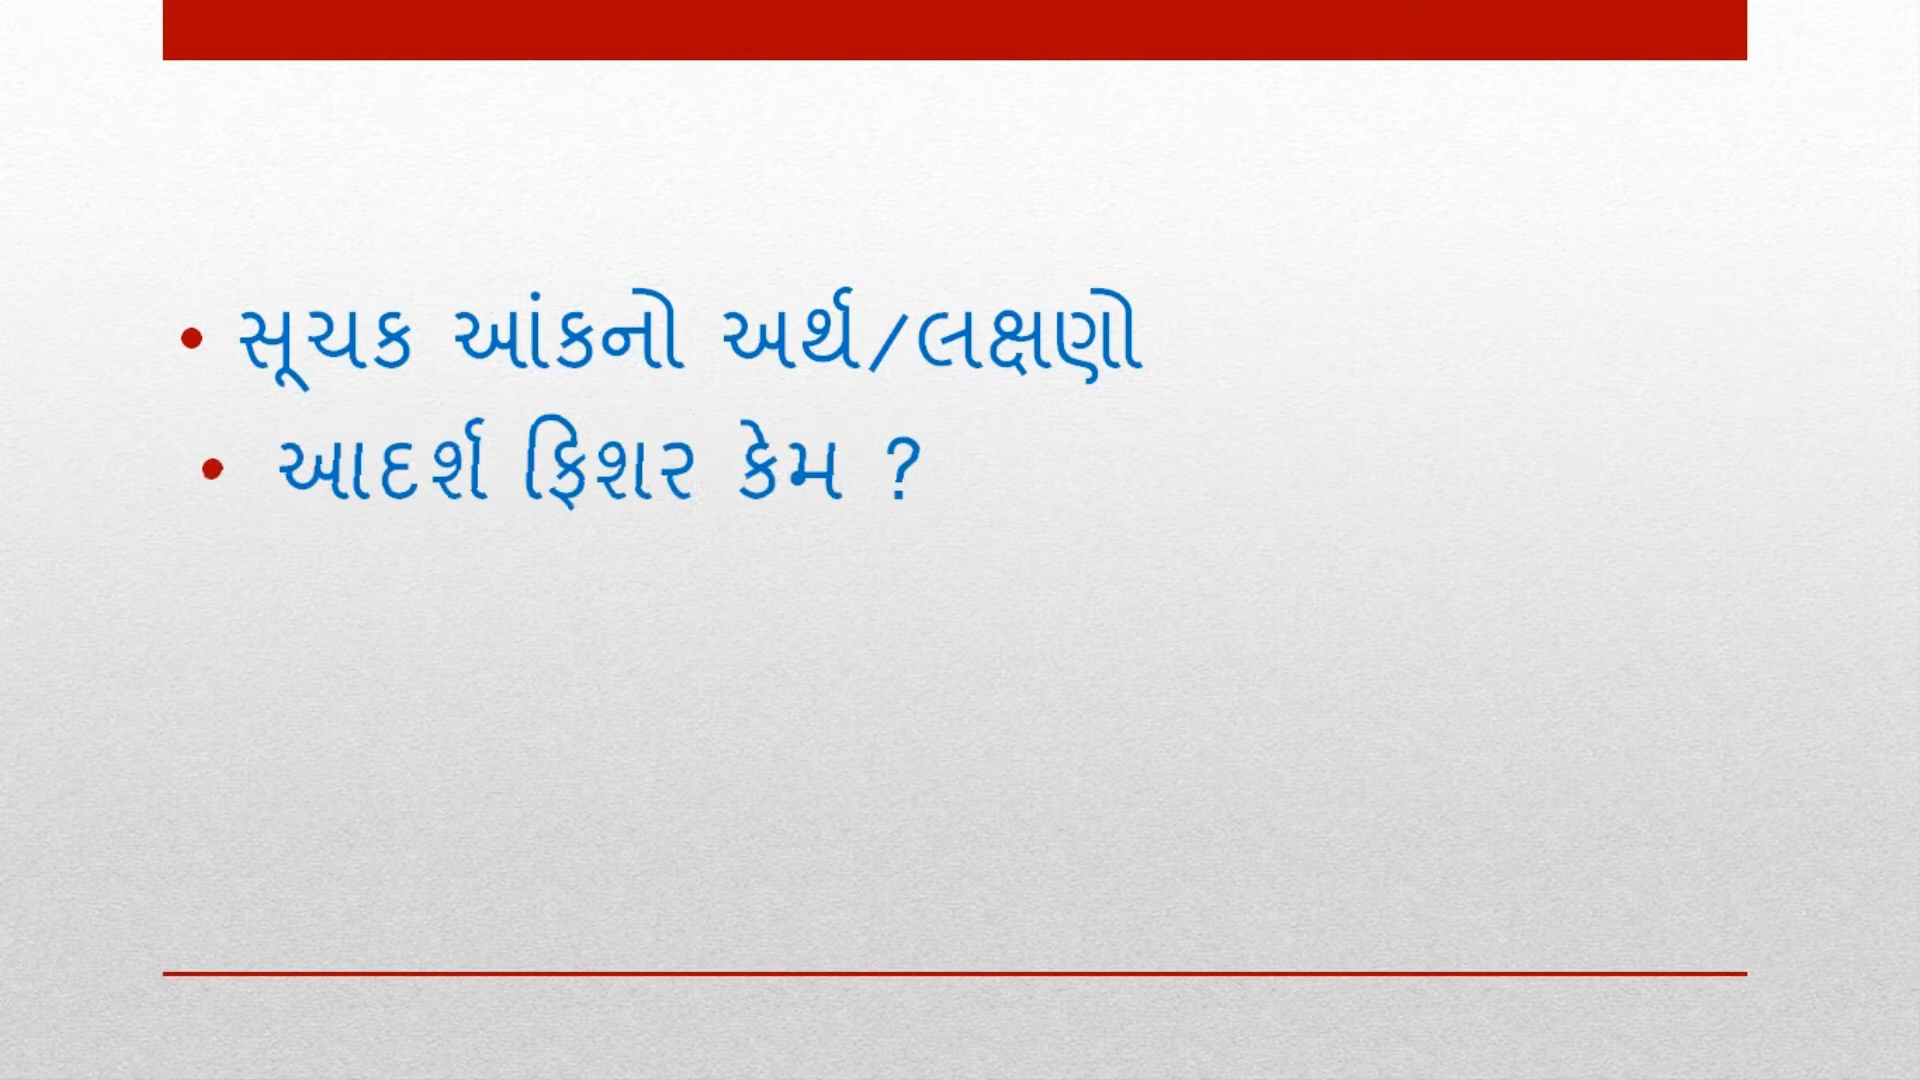 • સૂચક આંકનો અર્થ/લક્ષણો
• આદર્શ ફિશર કેમ ?